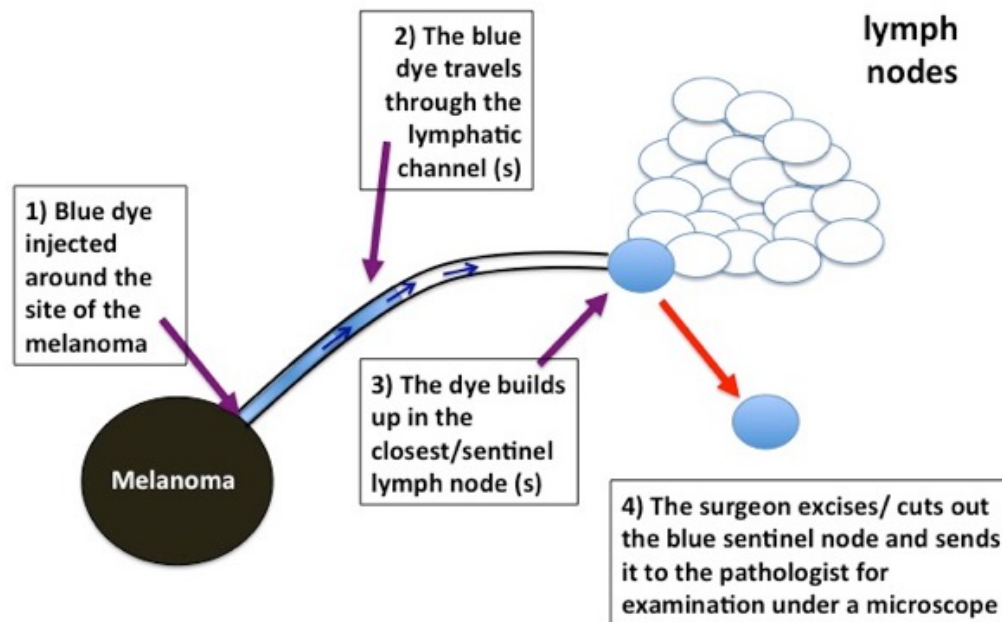 lymph
nodes
1) Blue dye
injected
around the
site of the
melanoma
2) The blue
dye travels
through the
lymphatic
channel (s)
3) The dye builds
up in the
closest/sentinel
lymph node (s)
Melanoma
4) The surgeon excises/ cuts out
the blue sentinel node and sends
it to the pathologist for
examination under a microscope